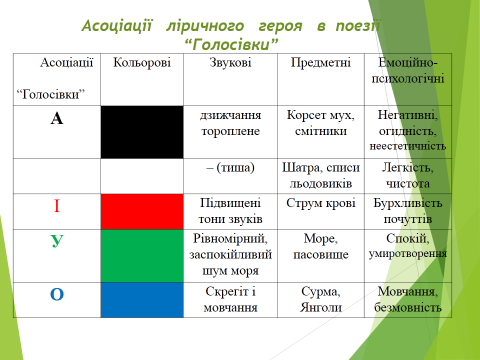 Асоціації ліричного героя в поезії
“Голосівки”
Асоціації
“Голосівки”
Кольорові
Звукові
Предметні
Емоційно-
психологічні
А
дзижчання
тороплене
Корсет мух,
смітники
Негативні,
огидність,
неестетичність
– (тиша)
Шатра, списи
льодовиків
Легкість,
чистота
І
Підвищені
тони звуків
Струм крові
Бурхливість
почуттів
У
Рівномірний,
заспокійливий
шум моря
Море,
пасовище
Спокій,
умиротворення
О
Скрегіт і
мовчання
Сурма,
Янголи
Мовчання,
безмовність